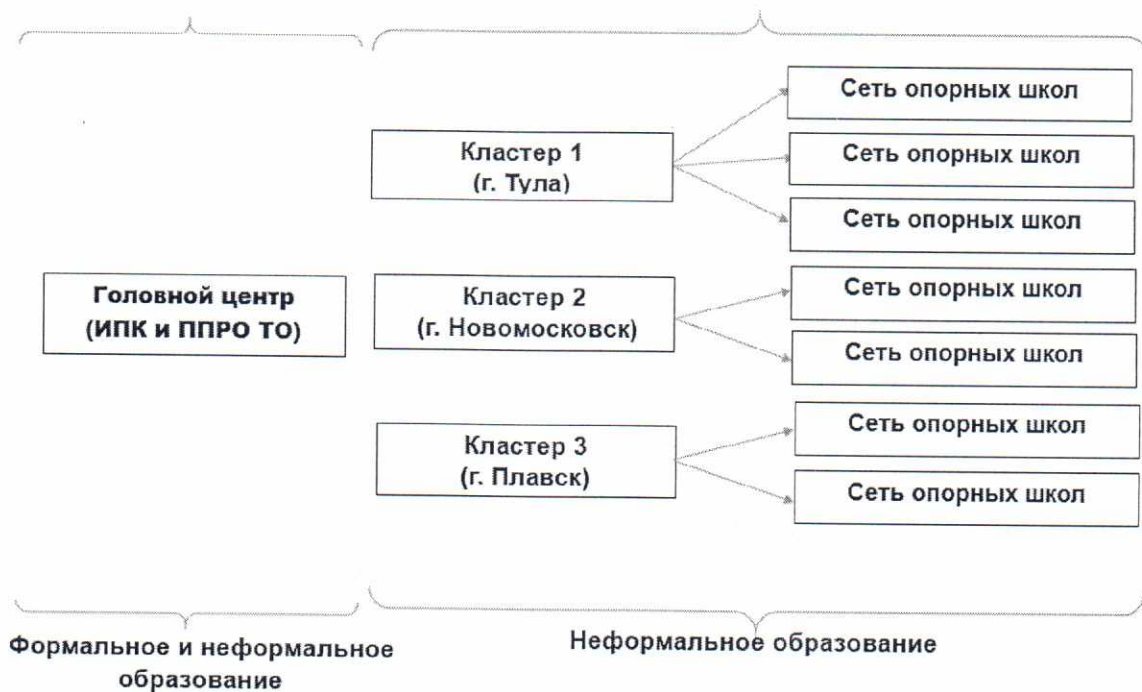 Сеть опорных школ
Кластер 1
(г. Тула)
Сеть опорных школ
Сеть опорных школ
Головной центр
(ИПК и ППРО ТО)
Кластер 2
(г. Новомосковск)
Сеть опорных школ
Сеть опорных школ
Кластер 3
(г. Плавск)
Сеть опорных школ
Сеть опорных школ
Формальное и неформальное
образование
Неформальное образование